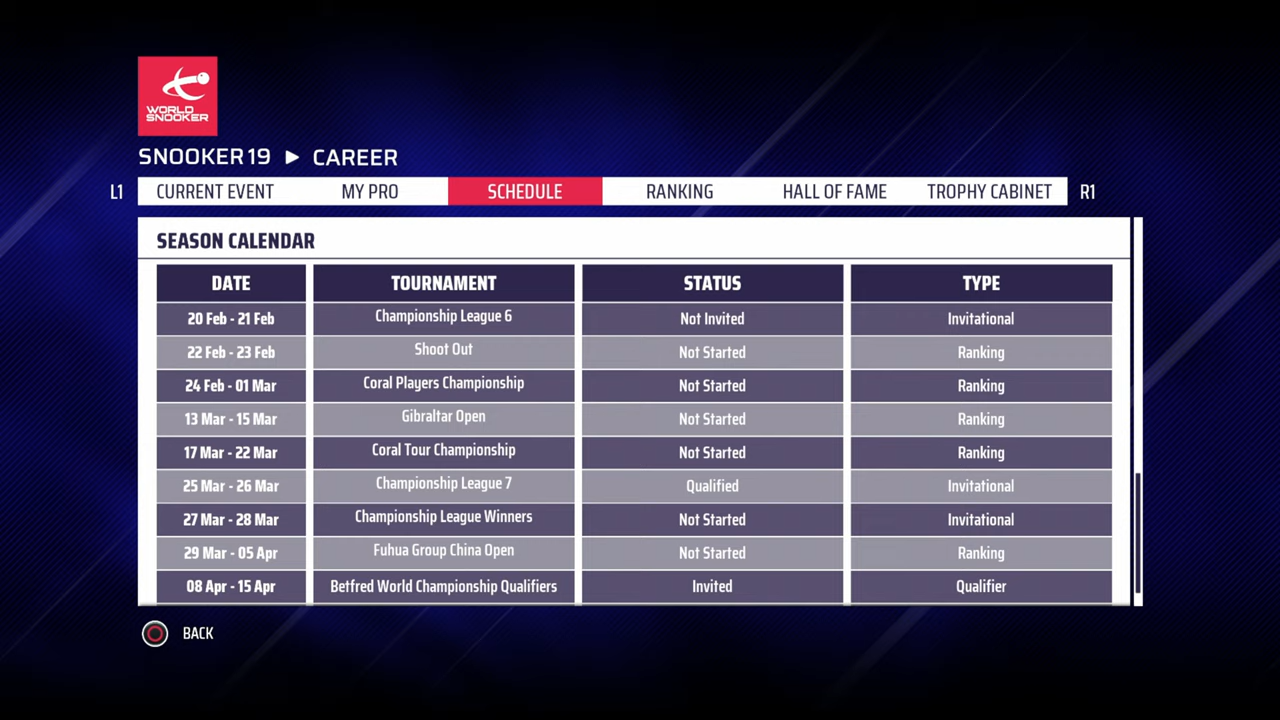 WORLD
SNOOKER
SNOOKER 19 ► CAREER
L1 CURRENT EVENT MY PRO SCHEDULE RANKING HALL OF FAME TROPHY CABINET R1
SEASON CALENDAR
DATE TOURNAMENT STATUS TYPE
20 Feb - 21 Feb Championship League 6 Not Invited Invitational
22 Feb - 23 Feb Shoot Out Not Started Ranking
24 Feb - 01 Mar Coral Players Championship Not Started Ranking
13 Mar - 15 Mar Gibraltar Open Not Started Ranking
17 Mar - 22 Mar Coral Tour Championship Not Started Ranking
25 Mar - 26 Mar Championship League 7 Qualified Invitational
27 Mar - 28 Mar Championship League Winners Not Started Invitational
29 Mar - 05 Apr Fuhua Group China Open Not Started Ranking
08 Apr - 15 Apr Betfred World Championship Qualifiers Invited Qualifier
BACK